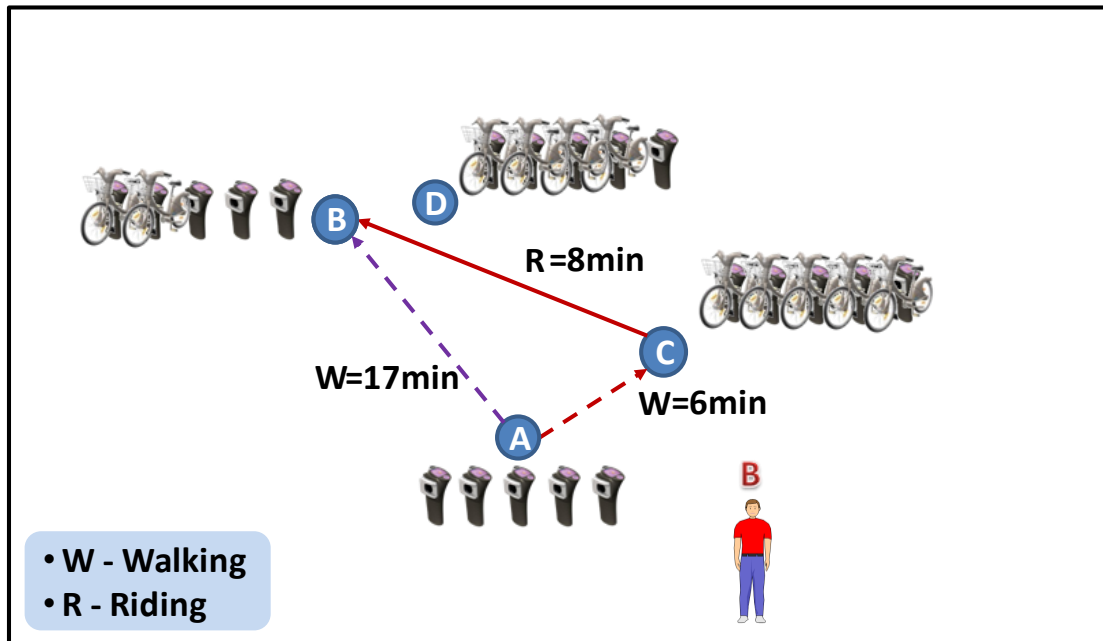 D
B
R=8min
C
W=17min
W=6min
A
B
• W - Walking
• R - Riding